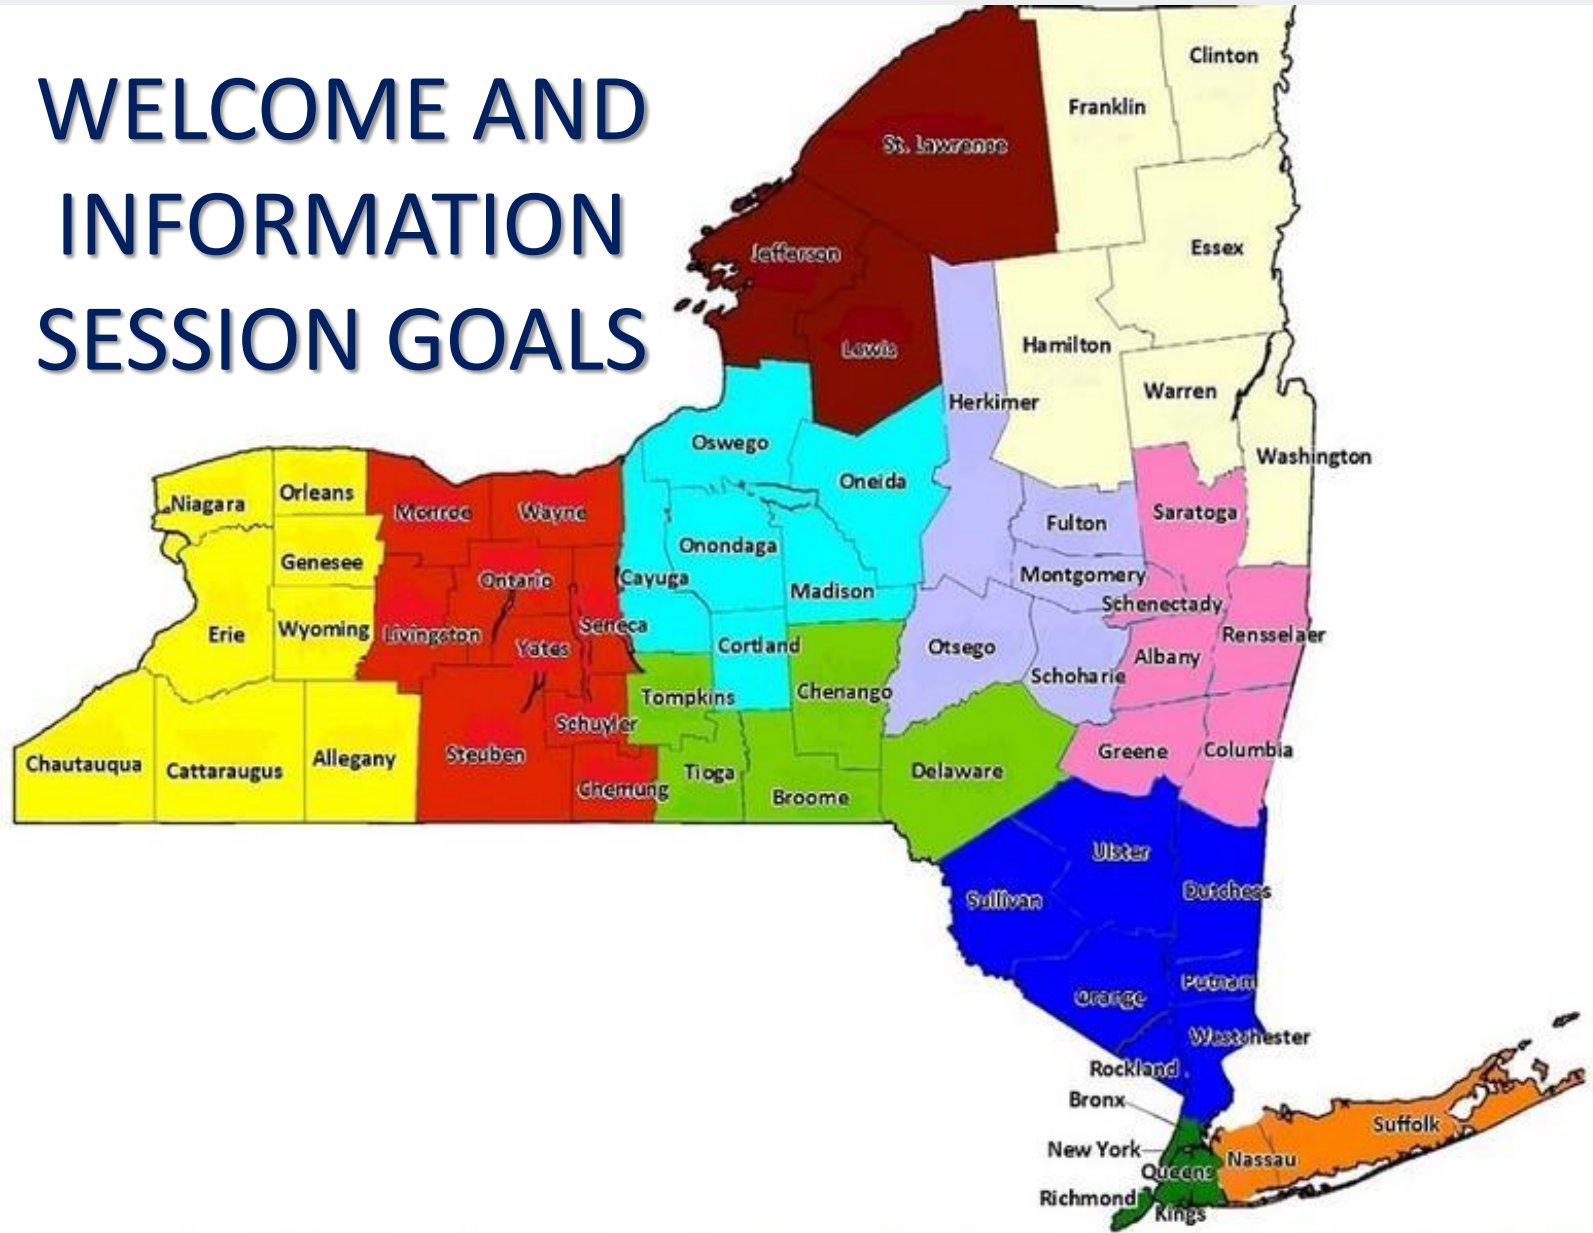 WELCOME AND
INFORMATION
SESSION GOALS
Clinton
Franklin
St. Lawrence
Essex
Jefferson
Hamilton
Lewis
Warren
Herkimer
Oswego
Washington
Oneida
Orleans
Niagara
Monroe
Wayne
Saratoga
Fulton
Onondaga
Genesee
Montgomery
Ontario
Cayuga
Madison
Schenectady
Seneca
Wyoming
Erie
Livingston
Rensselaer
Yates
Cortland
Otsego
Albany
Schoharie
Chenango
Tompkins
Schuyler
Greene
Columbia
Steuben
Allegany
Chautauqua
Cattaraugus
Tioga
Delaware
Chemung
Broome
Ulster
Dutchess
Sullivan
Putnam
Orange
Westchester
Rockland
Bronx
Suffolk
New York
Nassau
Queens
Richmond
Kings